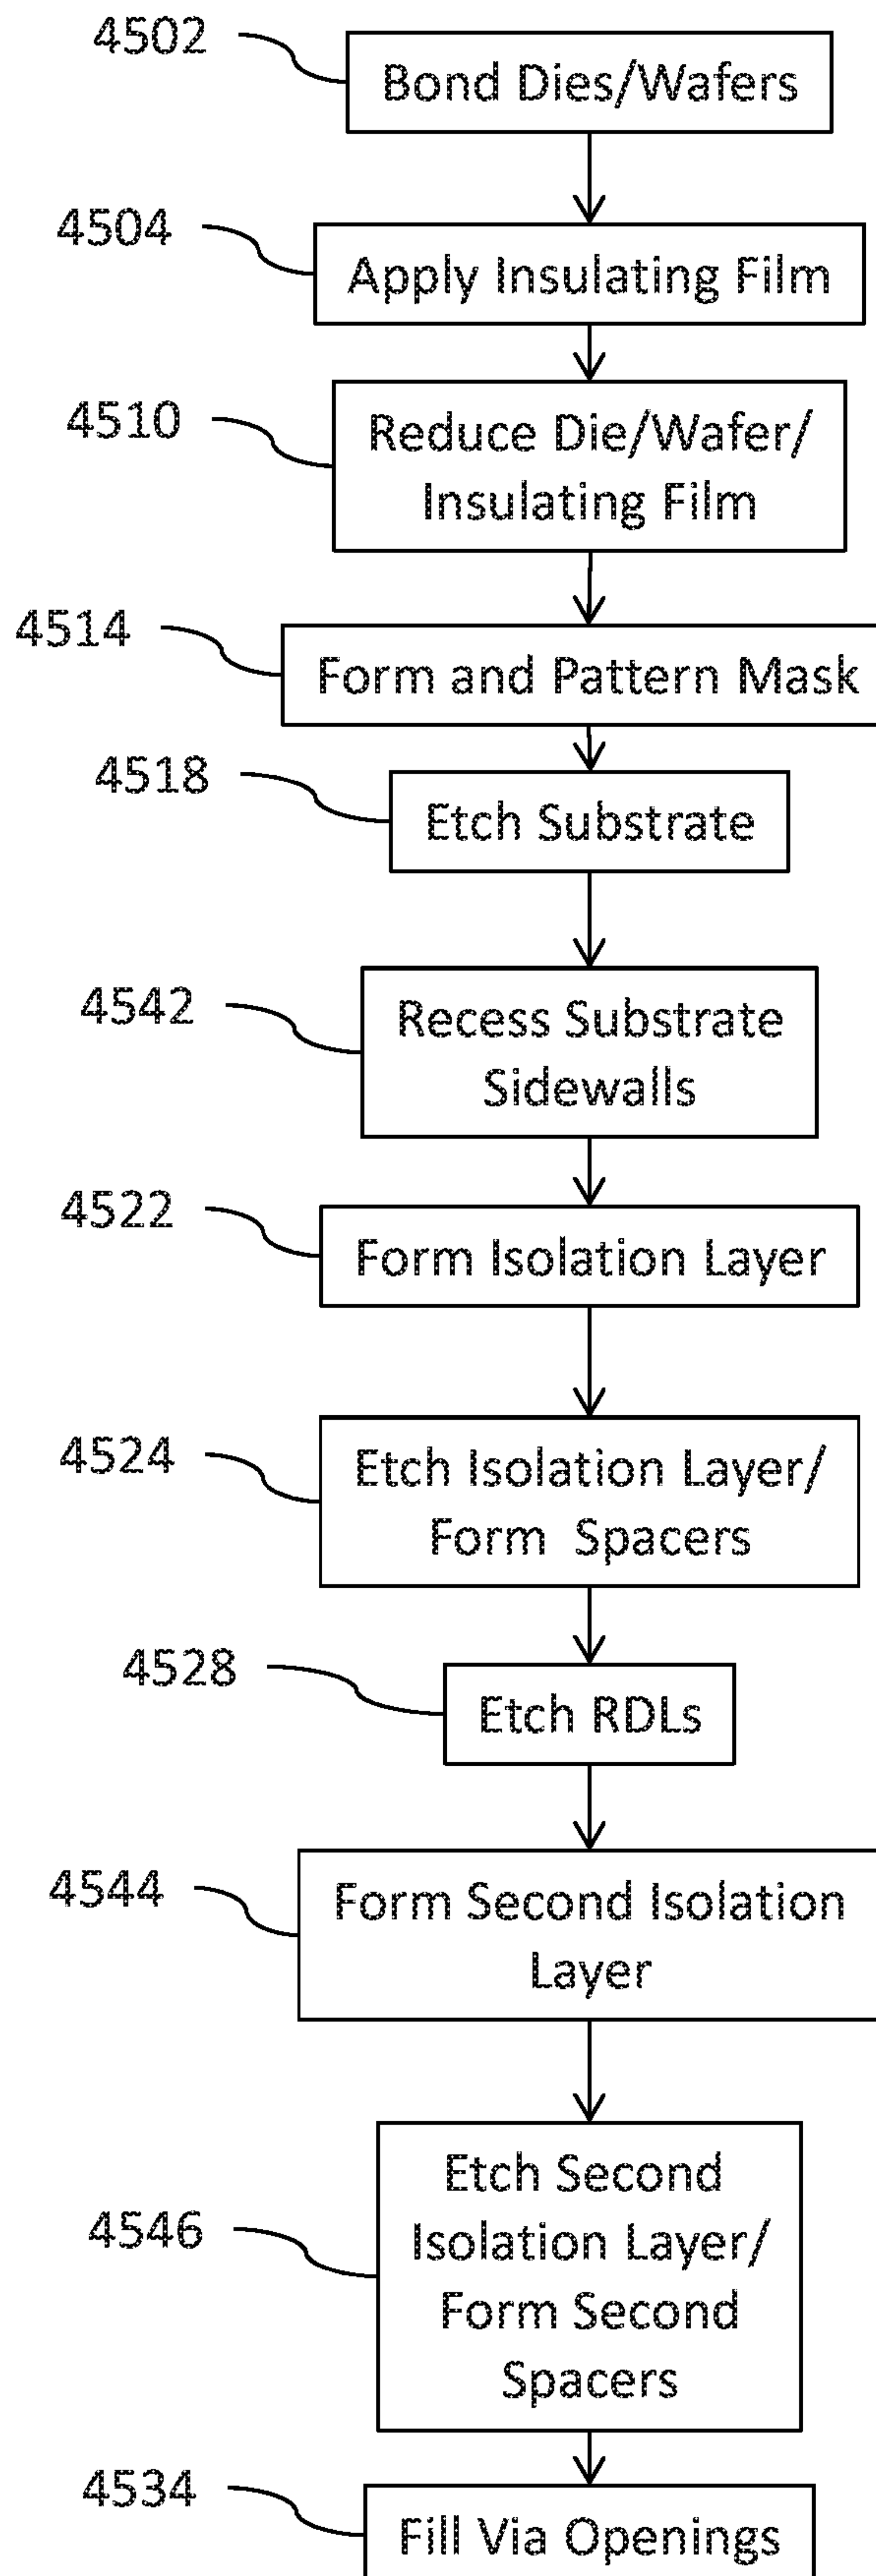 4502
Bond Dies/Wafers
4504
Apply Insulating Film
4510
Reduce Die/Wafer/
Insulating Film
4514
Form and Pattern Mask
4518
Etch Substrate
4542
Recess Substrate
Sidewalls
4522
Form Isolation Layer
4524
Etch Isolation Layer/
Form Spacers
4528
Etch RDLs
4544
Form Second Isolation
Layer
4546
Etch Second
Isolation Layer/
Form Second
Spacers
4534
Fill Via Openings